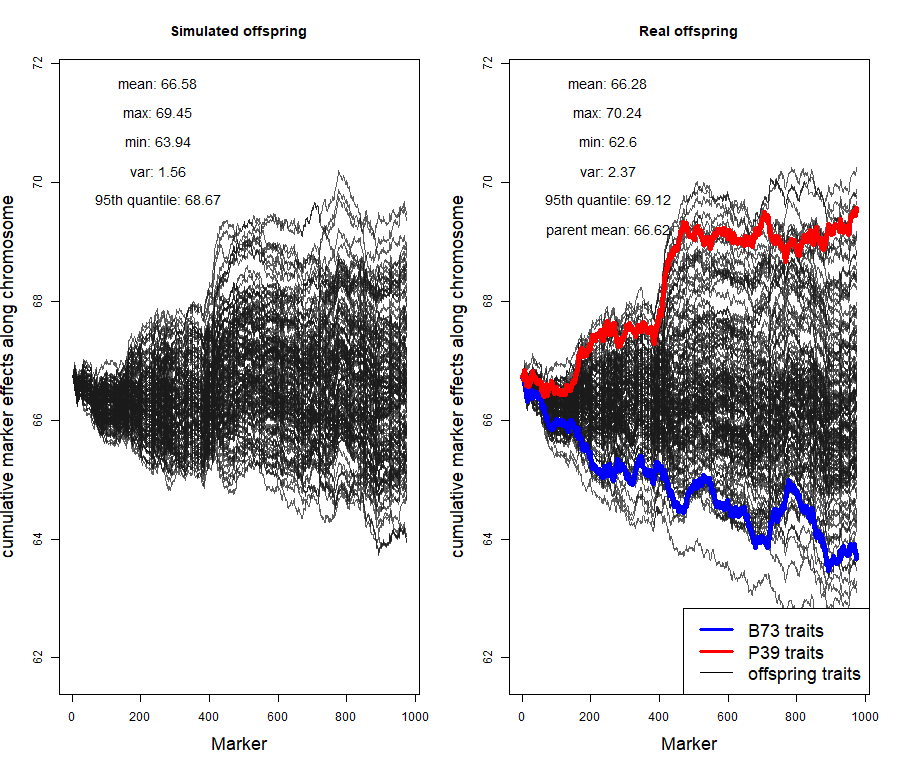 Simulated offspring
cumulative marker effects along chromosome
72
70
68
66
64
62
mean: 66.58
max: 69.45
min: 63.94
var: 1.56
95th quantile: 68.67
0 200 400 600 800 1000
Marker
Real offspring
cumulative marker effects along chromosome
72
70
68
66
64
62
mean: 66.28
max: 70.24
min: 62.6
var: 2.37
95th quantile: 69.12
parent mean: 66.62
B73 traits
P39 traits
offspring traits
0 200 400 600 800 1000
Marker